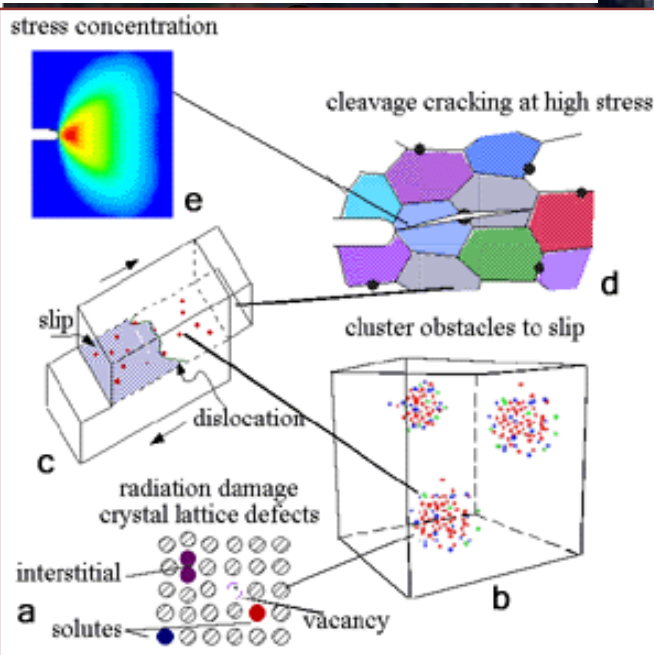 stress concentration
cleavage cracking at high stress
e
d
slip
cluster obstacles to slip
dislocation
c
radiation damage
crystal lattice defects
interstitial
a
vacancy
b
solutes